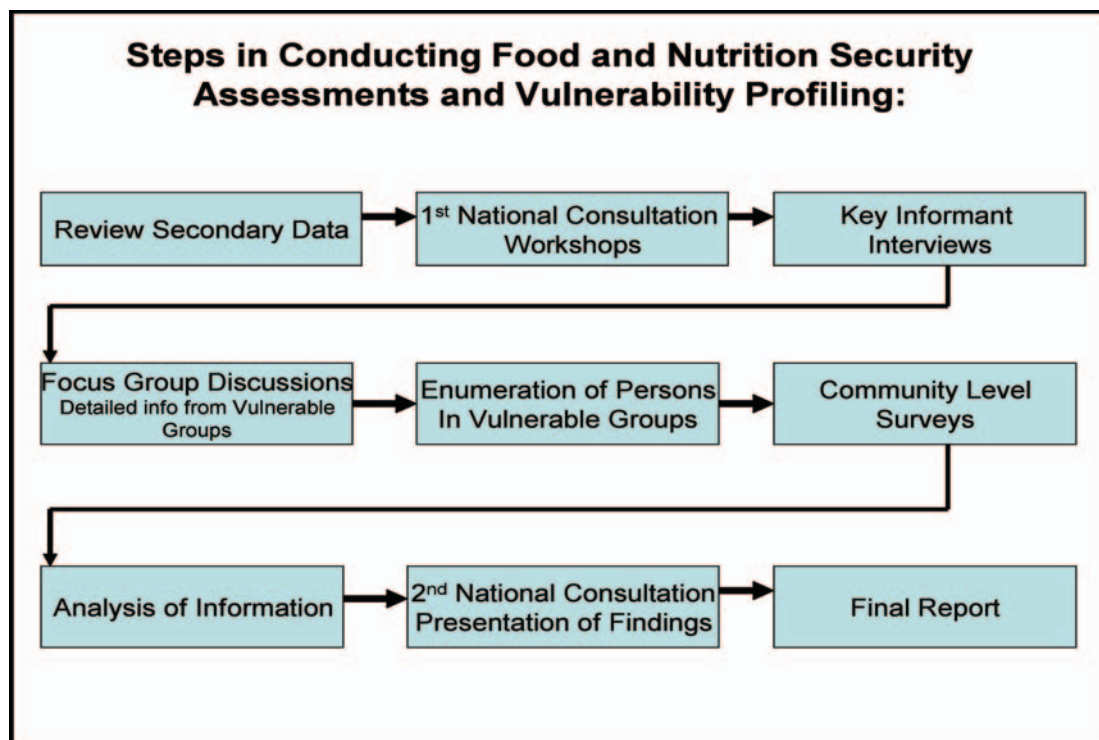 Steps in Conducting Food and Nutrition Security
Assessments and Vulnerability Profiling:
Review Secondary Data
1st National Consultation
Workshops
Key Informant
Interviews
Focus Group Discussions
Detailed info from Vulnerable
Groups
Enumeration of Persons
In Vulnerable Groups
Community Level
Surveys
Analysis of Information
2nd National Consultation
Presentation of Findings
Final Report